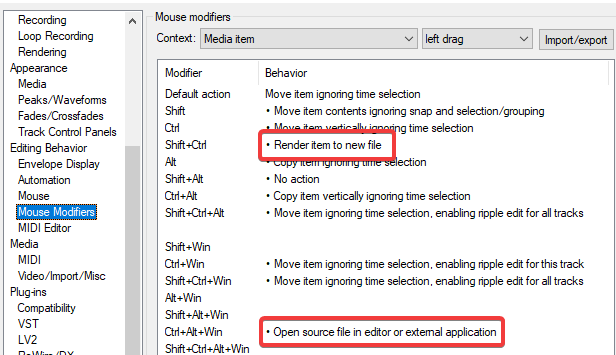 Recording
Loop Recording
Rendering
Appearance
Media
Peaks/Waveforms
Fades/Crossfades
Track Control Panels
Editing Behavior
Envelope Display
Automation
Mouse
Mouse Modifiers
MIDI Editor
Media
MIDI
Video/Import/Misc
Plug-ins
Compatibility
VST
LV2
ReWire/DX
Mouse modifiers
Context: Media item left drag Import/export
Modifier Behavior
Default action Move item ignoring time selection
Shift • Move item contents ignoring snap and selection/grouping
Ctrl • Move item vertically ignoring time selection
Shift+Ctrl • Render item to new file
Alt • Copy item ignoring time selection
Shift+Alt • No action
Ctrl+Alt • Copy item vertically ignoring time selection
Shift+Ctrl+Alt • Move item ignoring time selection, enabling ripple edit for all tracks
Shift+Win
Ctrl+Win • Move item ignoring time selection, enabling ripple edit for this track
Shift+Ctrl+Win • Move item ignoring time selection, enabling ripple edit for all tracks
Alt+Win
Shift+Alt+Win
Ctrl+Alt+Win • Open source file in editor or external application
Shift+Ctrl+Alt+Win